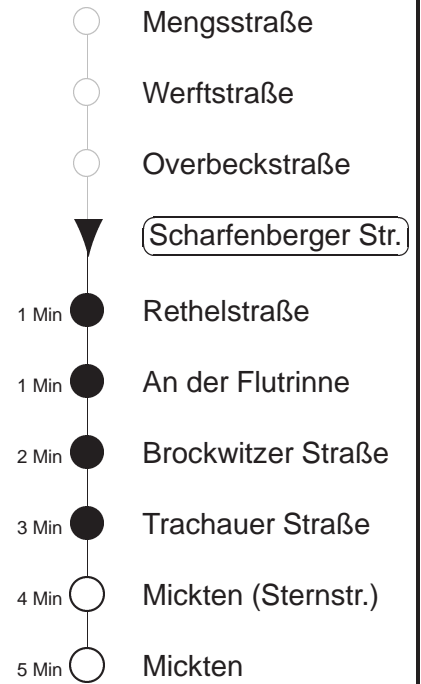 Mengsstraße
Werftstraße
Overbeckstraße
Scharfenberger Str.
1 Min Rethelstraße
1 Min An der Flutrinne
2 Min Brockwitzer Straße
3 Min Trachauer Straße
4 Min Mickten (Sternstr.)
5 Min Mickten